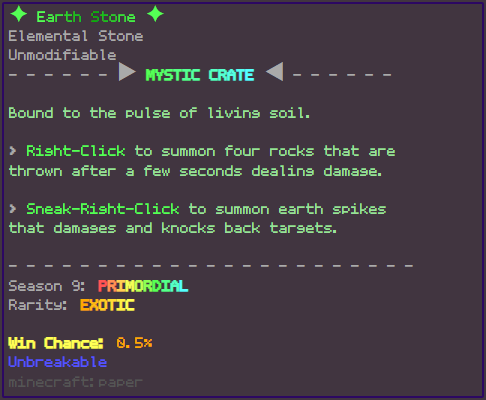 ✦ Earth Stone ✦
Elemental Stone
Unmodifiable
- - - - - - ▶ MYSTIC CRATE ◀ - - - - - -
Bound to the pulse of living soil.
> Right-Click to summon four rocks that are
thrown after a few seconds dealing damage.
> Sneak-Right-Click to summon earth spikes
that damages and knocks back targets.
- - - - - - - - - - - - - - - - - - - - - - -
Season 9: PRIMORDIAL
Rarity: EXOTIC
Win Chance: 0.5%
Unbreakable
minecraft:paper